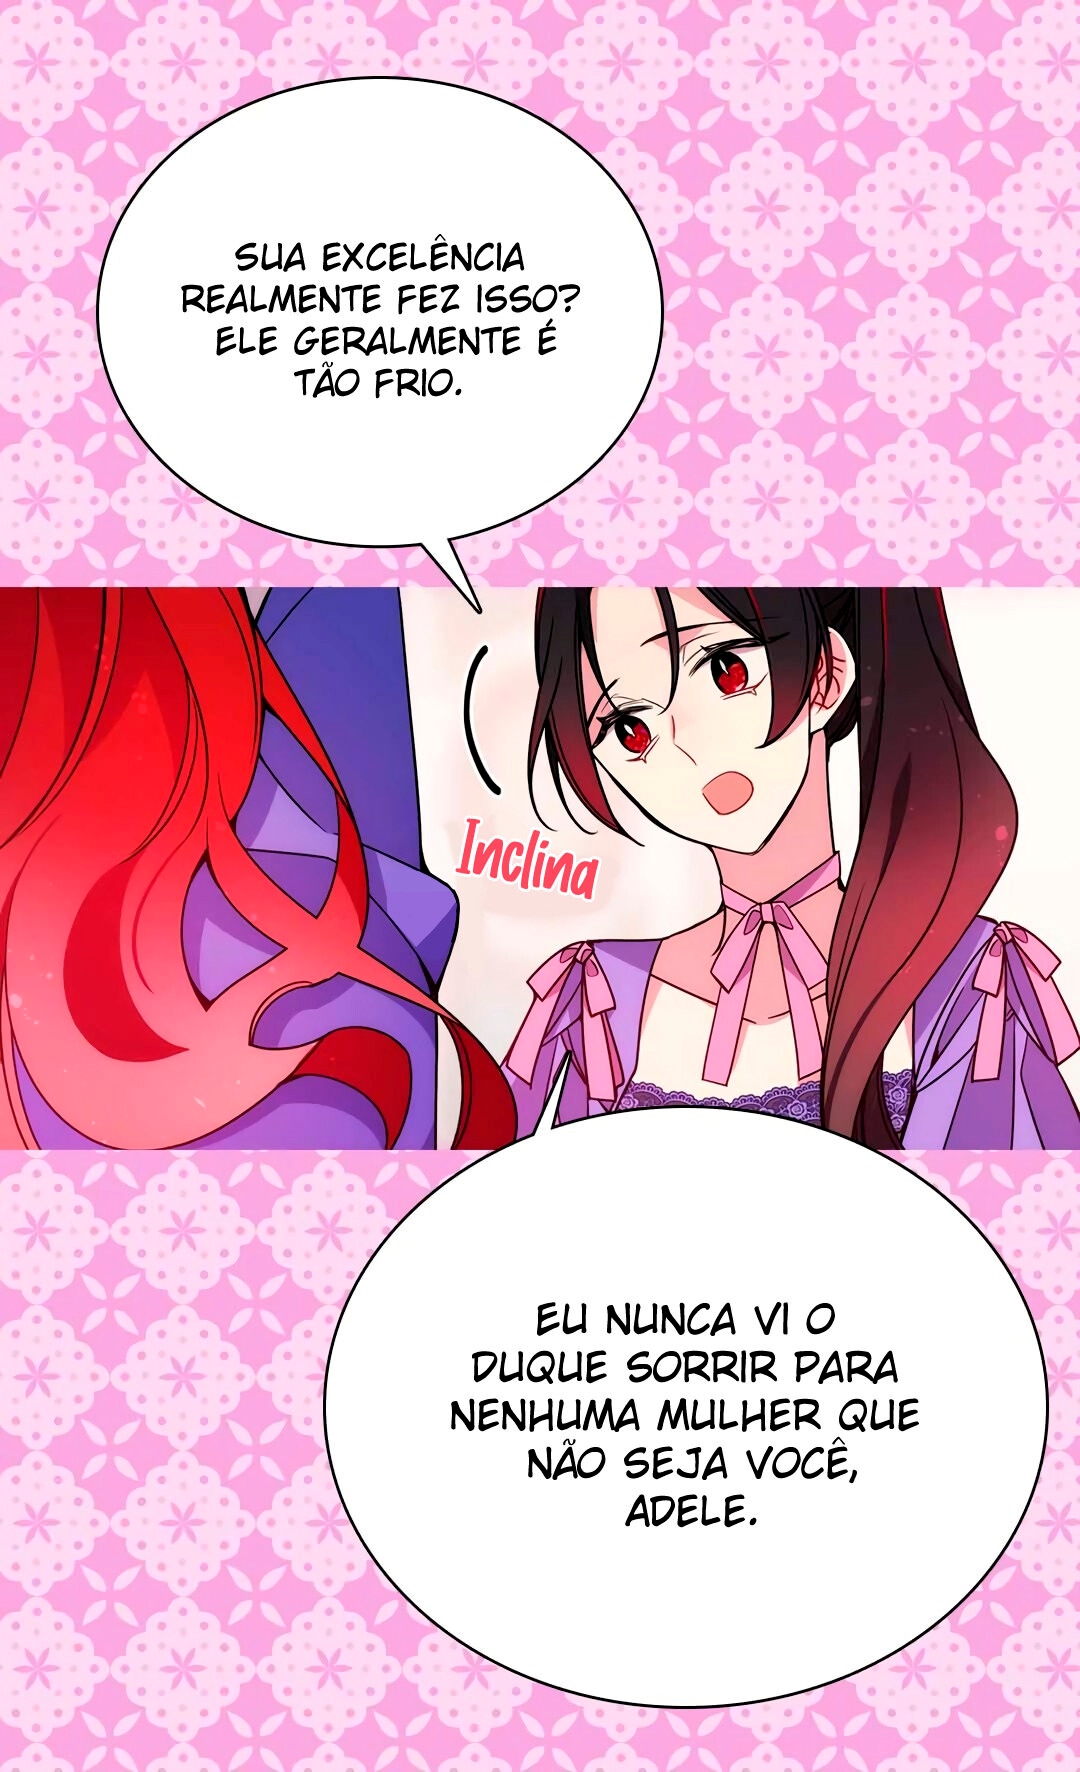 SUA EXCELÊNCIA
REALMENTE FEZ ISSO?
ELE GERALMENTE É
TÃO FRIO.
Inclina
EU NUNCA VI O
DUQUE SORRIR PARA
NENHUMA MULHER QUE
NÃO SEJA VOCÊ,
ADELE.